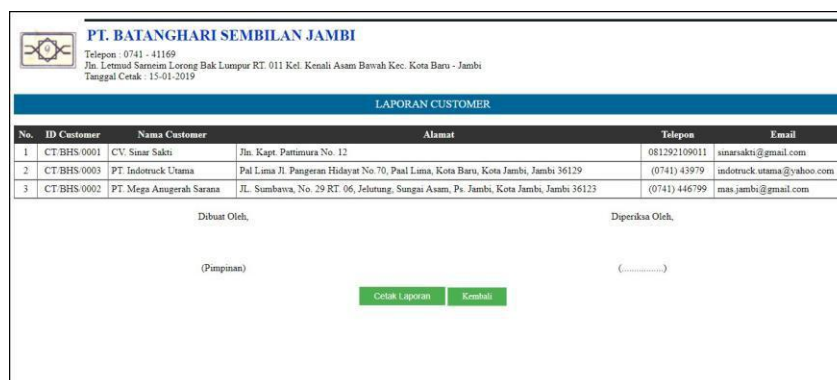 PT. BATANGHARI SEMBILAN JAMBI
Telepon : 0741 - 41169
Jln. Letmud Sarneim Lorong Bak Lumpur RT. 011 Kel. Kenali Asam Bawah Kec. Kota Baru - Jambi
Tanggal Cetak : 15-01-2019
LAPORAN CUSTOMER
No. ID Customer Nama Customer Alamat Telepon Email
1 CT/BHS/0001 CV. Sinar Sakti Jln. Kapt. Pattimura No. 12 081292109011 sinarsakti@gmail.com
2 CT/BHS/0003 PT. Indotruck Utama Pal Lima Jl. Pangeran Hidayat No.70, Paal Lima, Kota Baru, Kota Jambi, Jambi 36129 (0741) 43979 indotruck.utama@yahoo.com
3 CT/BHS/0002 PT. Mega Anugerah Sarana JL. Sumbawa, No. 29 RT. 06, Jelutung, Sungai Asam, Ps. Jambi, Kota Jambi, Jambi 36123 (0741) 446799 mas.jambi@gmail.com
Dibuat Oleh, Diperiksa Oleh,
(Pimpinan) (................)
Cetak Laporan Kembali